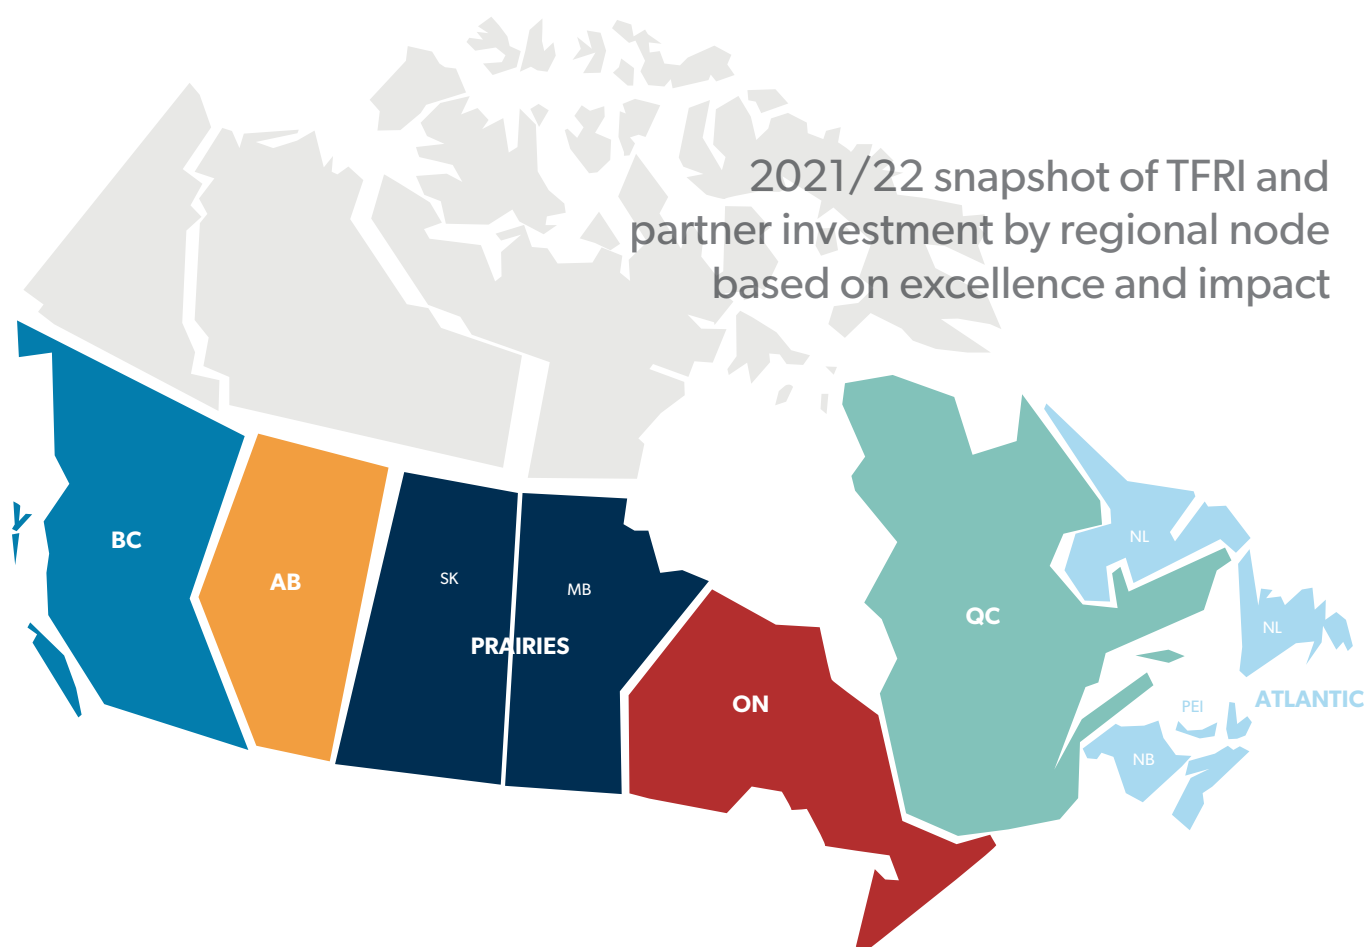 2021/22 snapshot of TFRI and
partner investment by regional node
based on excellence and impact
BC
AB
SK
MB
PRAIRIES
ON
QC
NL
NL
ATLANTIC
PEI
NB